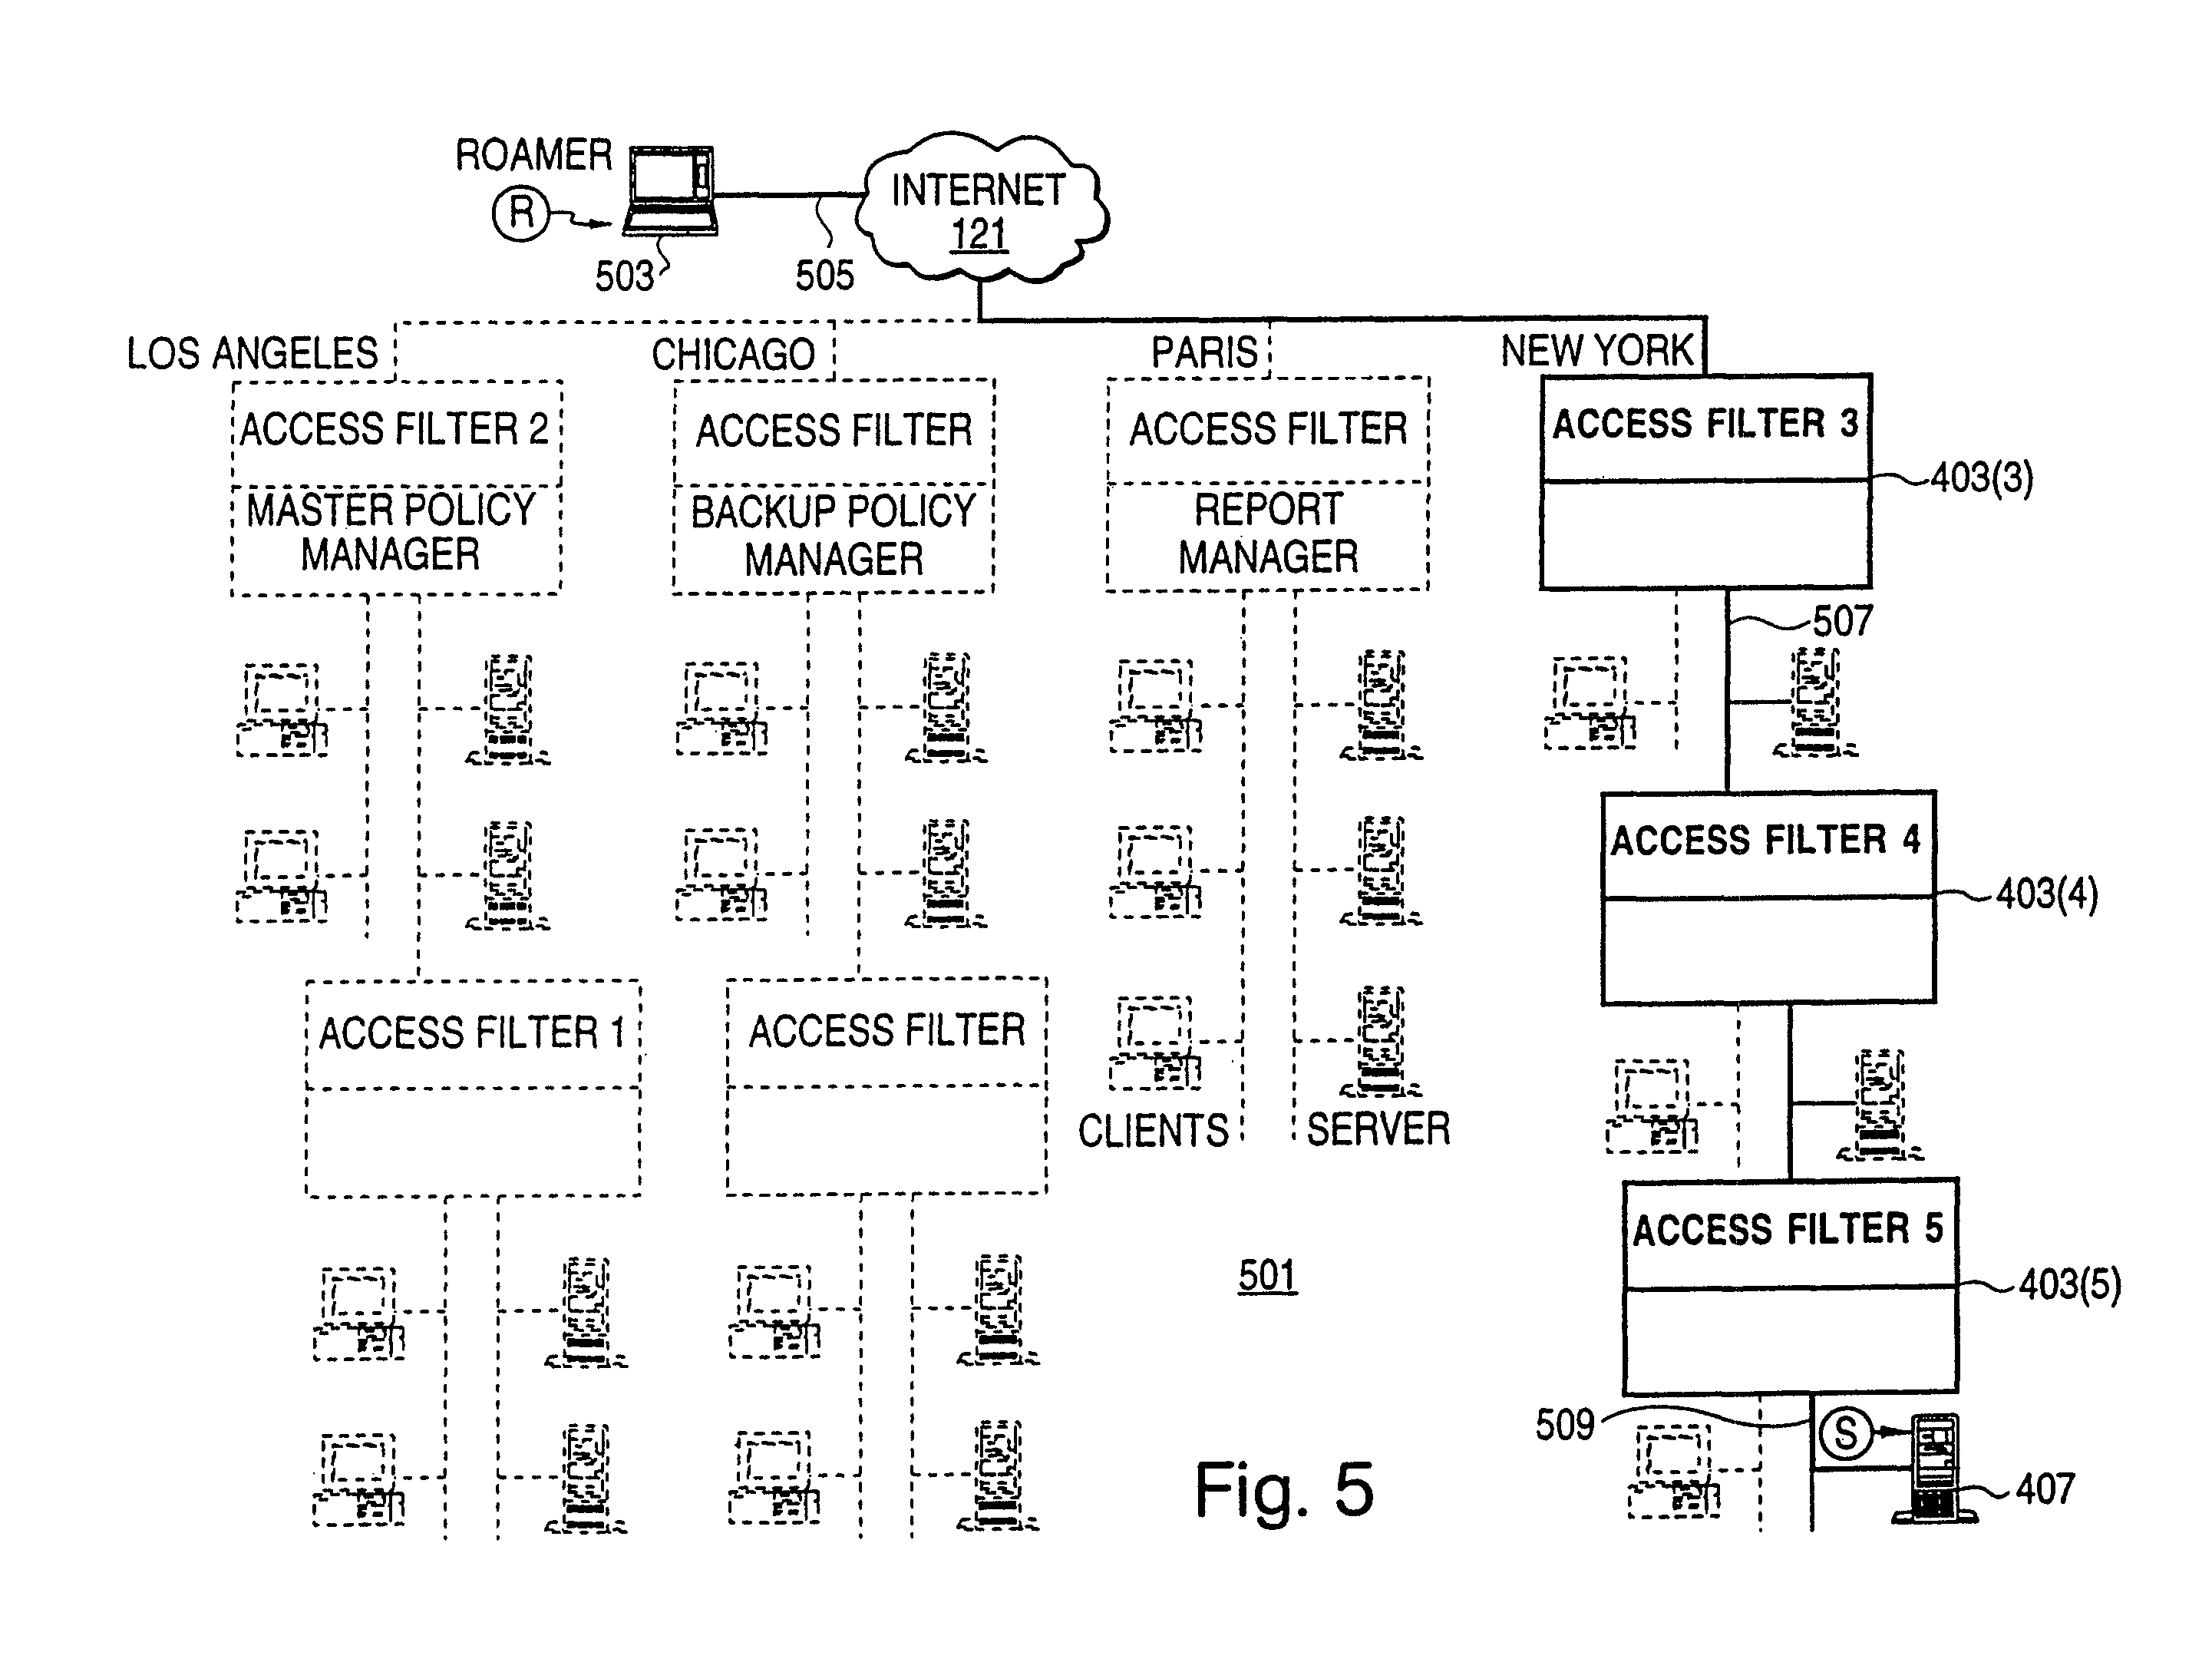 ROAMER
R
503
505
INTERNET
121
LOS ANGELES
CHICAGO
PARIS
NEW YORK
ACCESS FILTER 2
MASTER POLICY
MANAGER
ACCESS FILTER
BACKUP POLICY
MANAGER
ACCESS FILTER
REPORT
MANAGER
ACCESS FILTER 3
403(3)
507
ACCESS FILTER 4
403(4)
ACCESS FILTER 1
ACCESS FILTER
CLIENTS
SERVER
ACCESS FILTER 5
403(5)
501
509
S
407
Fig. 5